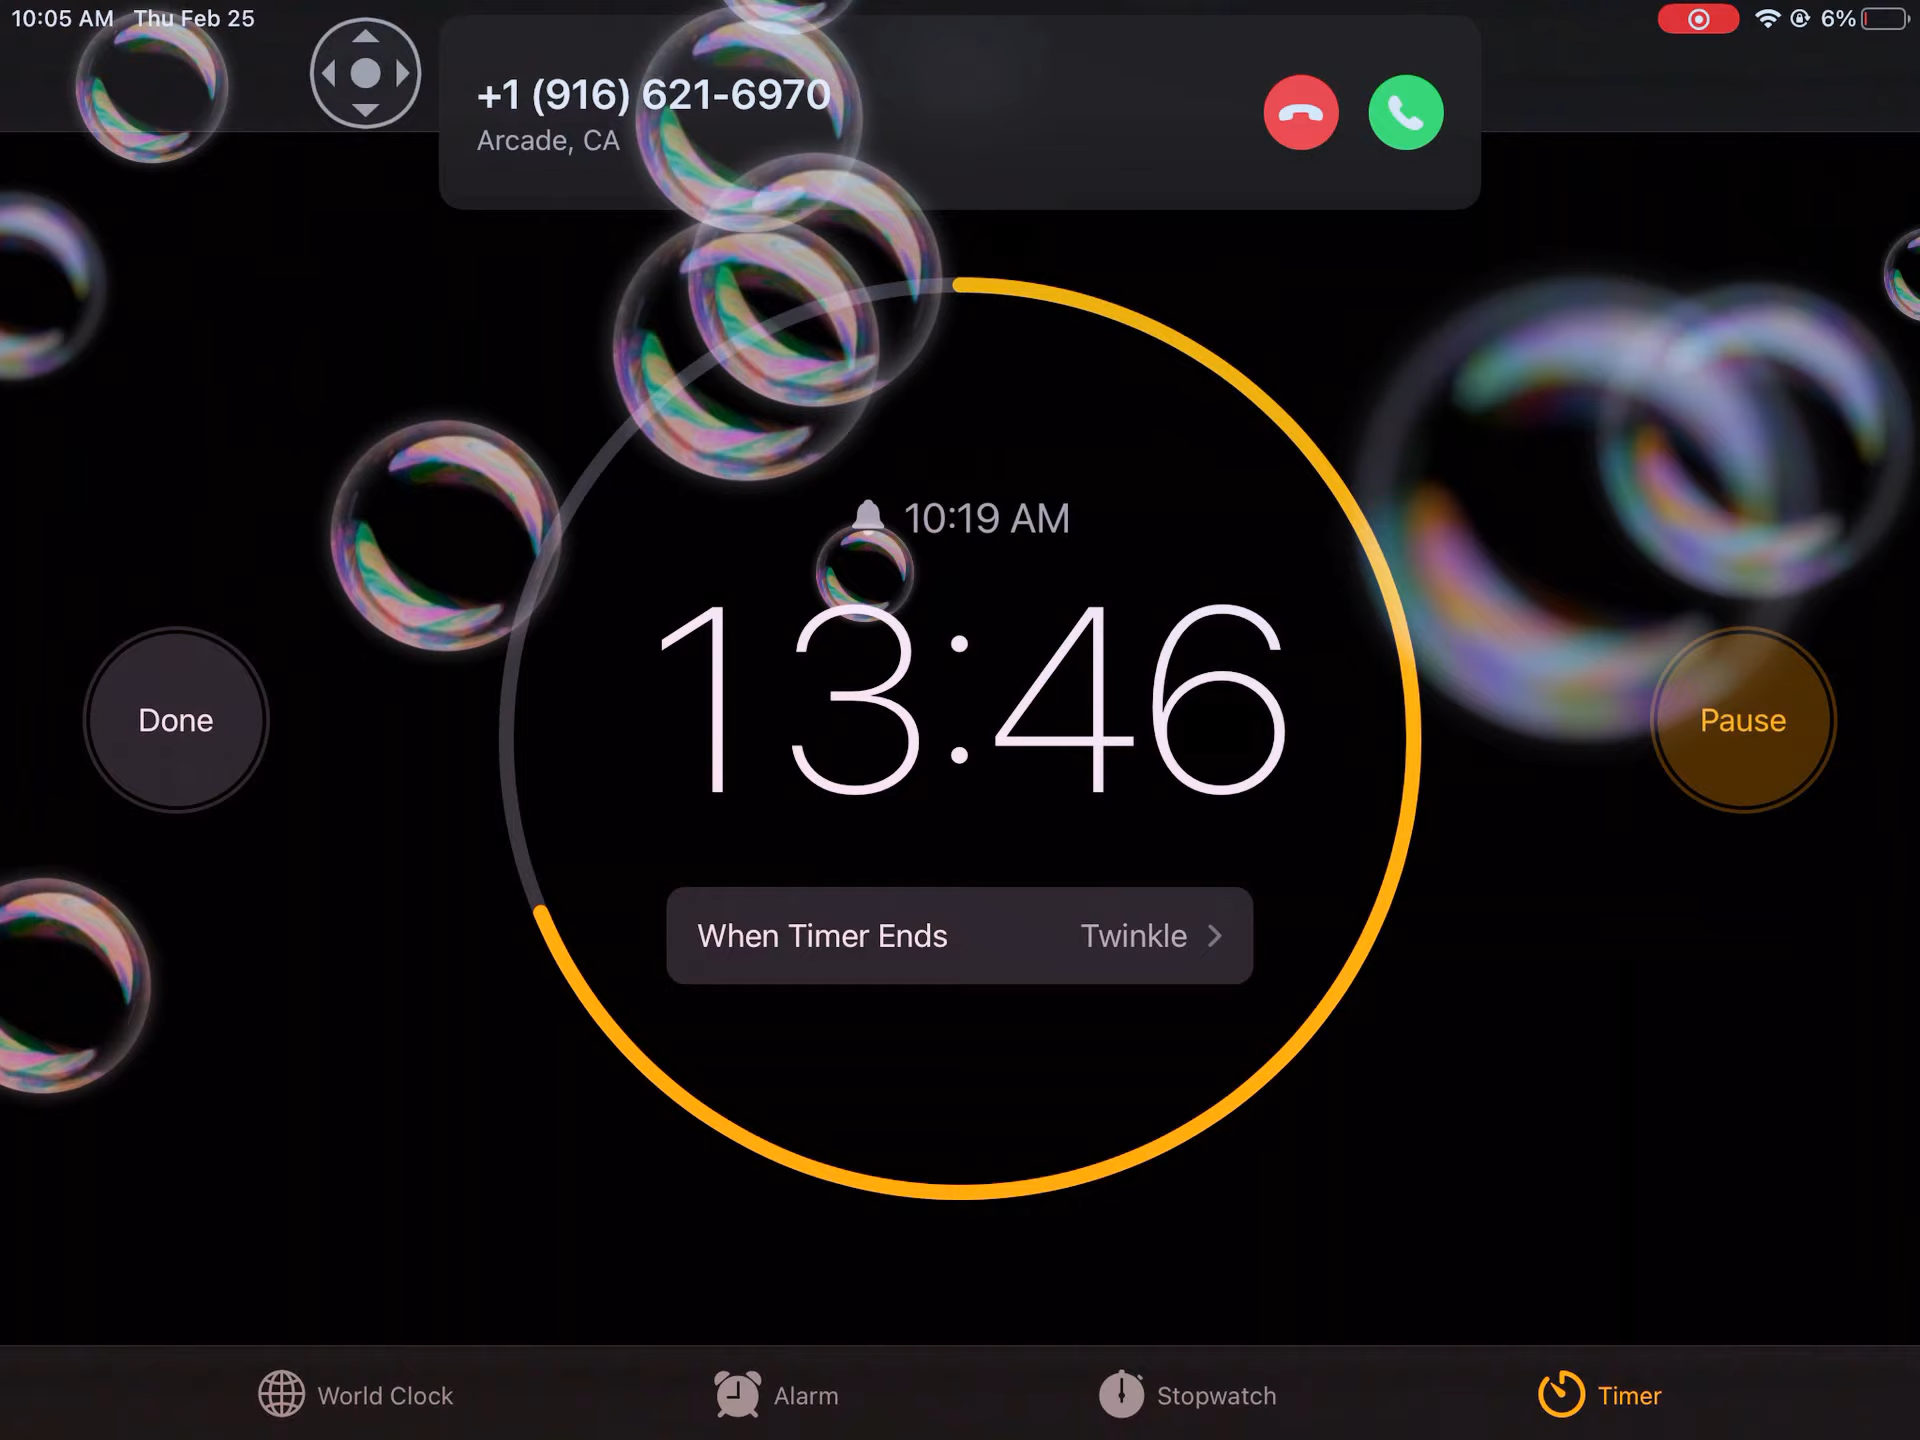 10:05 AM Thu Feb 25
6%
+1 (916) 621-6970
Arcade, CA
10:19 AM
13:46
Done
Pause
When Timer Ends Twinkle
World Clock Alarm Stopwatch Timer